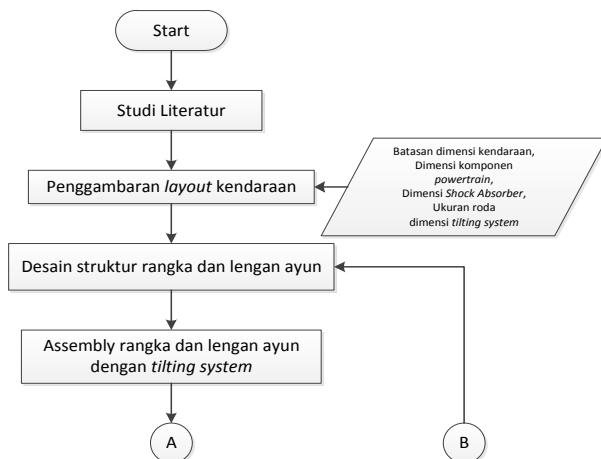 Start
Studi Literatur
Penggambaran layout kendaraan
Batasan dimensi kendaraan,
Dimensi komponen
powertrain,
Dimensi Shock Absorber,
Ukuran roda
dimensi tilting system
Desain struktur rangka dan lengan ayun
Assembly rangka dan lengan ayun
dengan tilting system
A
B